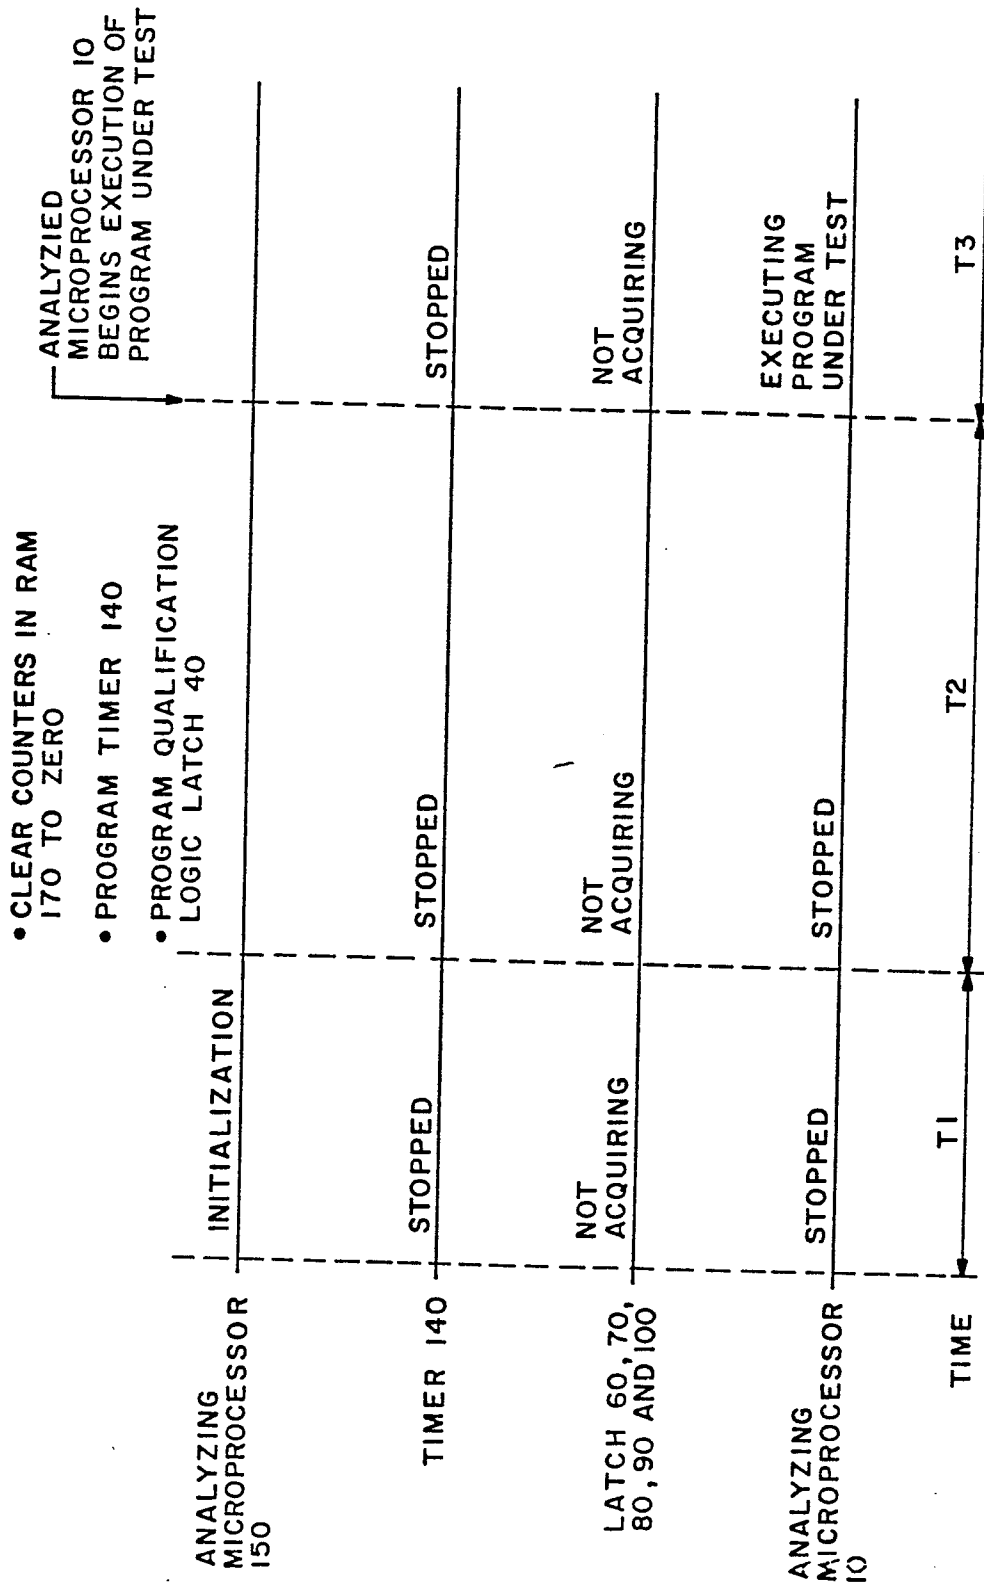 • CLEAR COUNTERS IN RAM
170 TO ZERO
• PROGRAM TIMER 140
• PROGRAM QUALIFICATION
LOGIC LATCH 40
ANALYZIED
MICROPROCESSOR 10
BEGINS EXECUTION OF
PROGRAM UNDER TEST
ANALYZING
MICROPROCESSOR
150
INITIALIZATION
TIMER 140
STOPPED
STOPPED
STOPPED
LATCH 60,70,
80,90 AND 100
NOT
ACQUIRING
NOT
ACQUIRING
NOT
ACQUIRING
ANALYZING
MICROPROCESSOR
10
STOPPED
STOPPED
EXECUTING
PROGRAM
UNDER TEST
TIME
T1
T2
T3